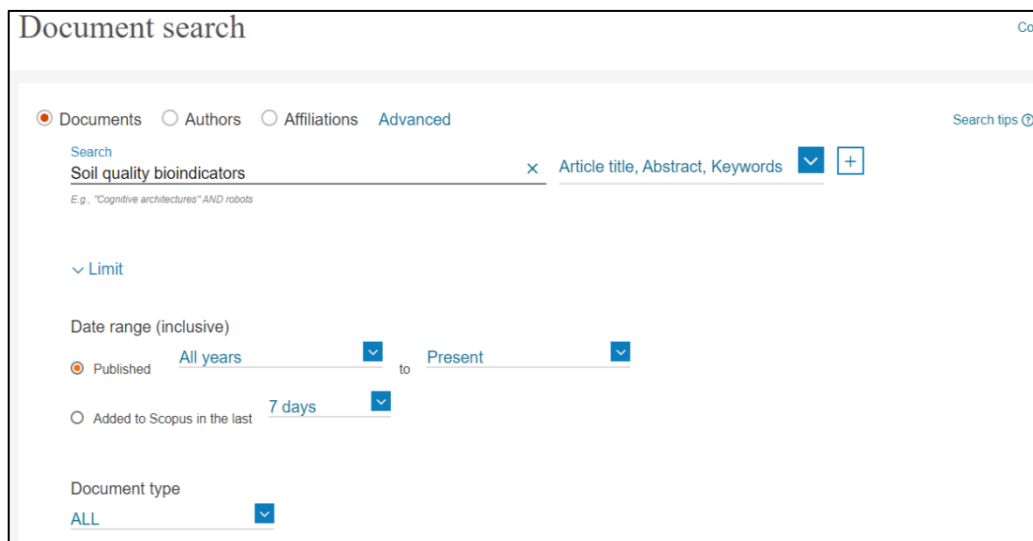 Document search
Co
Documents Authors Affiliations Advanced
Search tips
Search
Soil quality bioindicators
Article title, Abstract, Keywords
E.g., "Cognitive architectures" AND robots
Limit
Date range (inclusive)
Published All years to Present
Added to Scopus in the last 7 days
Document type
ALL